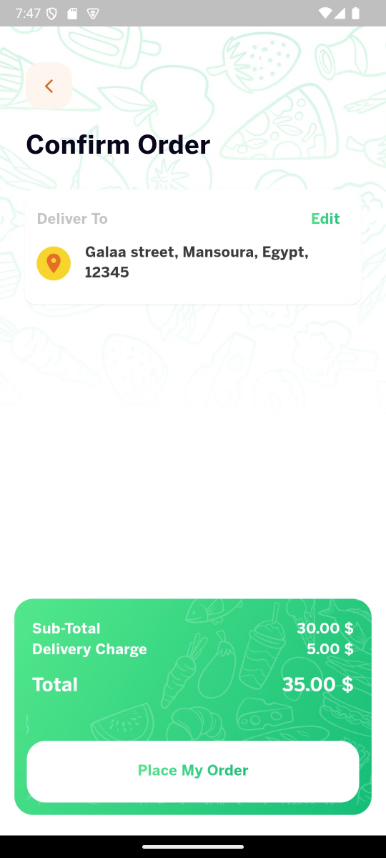 7:47
Confirm Order
Deliver To
Edit
Galaa street, Mansoura, Egypt,
12345
Sub-Total 30.00 $
Delivery Charge 5.00 $
Total 35.00 $
Place My Order